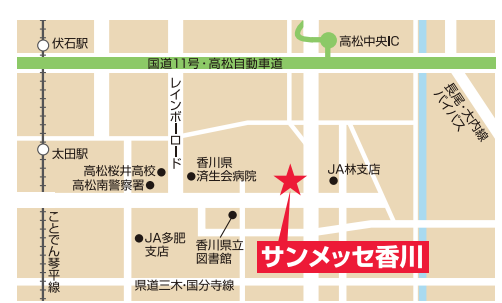 伏石駅
高松中央IC
国道11号・高松自動車道
レインボーロード
長尾・大内線
バイパス
太田駅
高松桜井高校
高松南警察署
香川県
済生会病院
JA林支店
ことでん琴平線
JA多肥
支店
香川県立
図書館
サンメッセ香川
県道三木・国分寺線